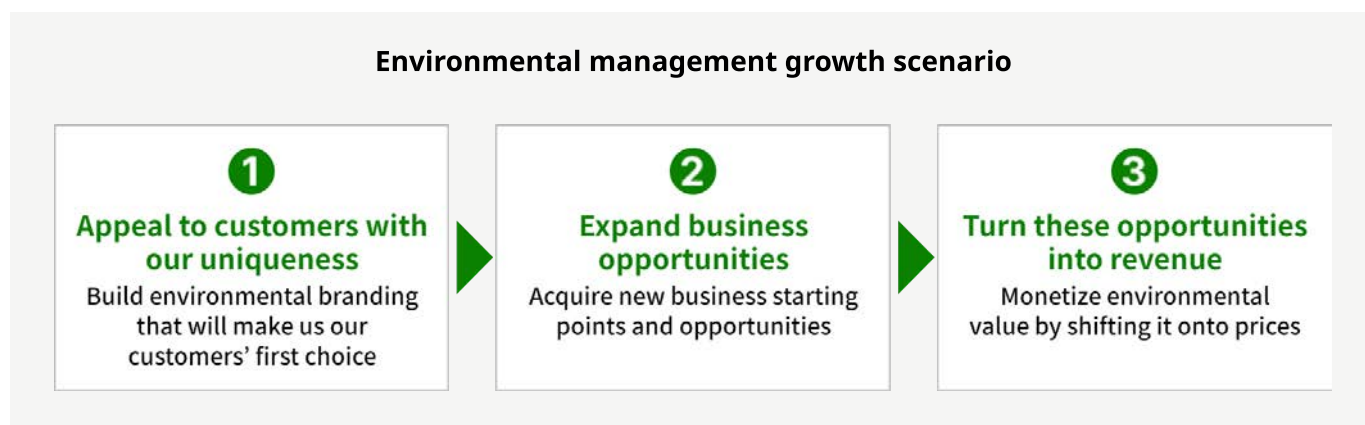 Environmental management growth scenario
1
Appeal to customers with
our uniqueness
Build environmental branding
that will make us our
customers’ first choice
2
Expand business
opportunities
Acquire new business starting
points and opportunities
3
Turn these opportunities
into revenue
Monetize environmental
value by shifting it onto prices